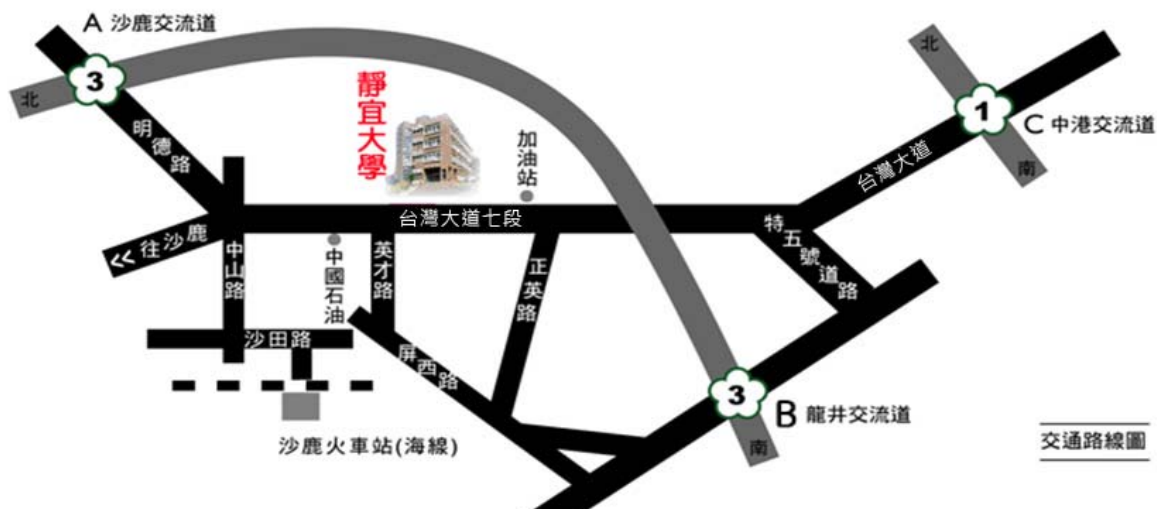 A 沙鹿交流道
3
北
明德路
靜宜大學
加油站
北
1
C 中港交流道
南
台灣大道
台灣大道七段
往沙鹿
中山路
中國石油
英才路
正英路
特五號道路
沙田路
屏西路
3
B 龍井交流道
南
沙鹿火車站(海線)
交通路線圖